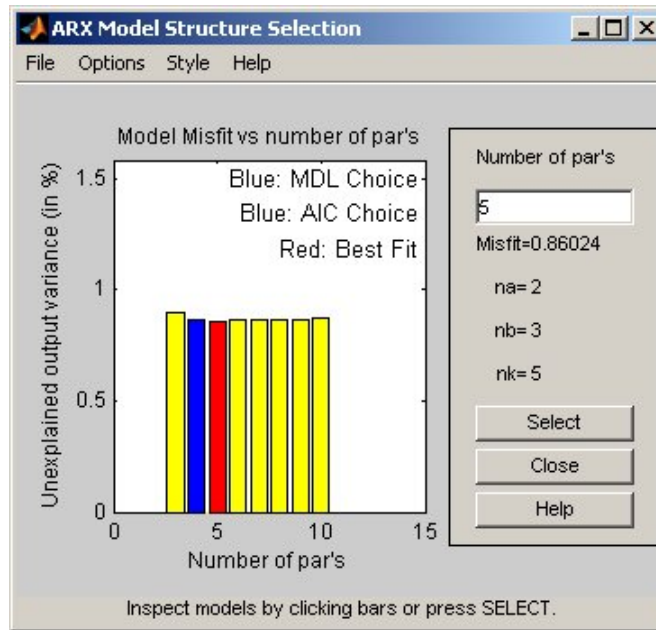 ARX Model Structure Selection
File Options Style Help
Model Misfit vs number of par's
Blue: MDL Choice
Blue: AIC Choice
Red: Best Fit
Unexplained output variance (in %)
1.5
1
0.5
0
0 5 10 15
Number of par's
Number of par's
5
Misfit=0.86024
na= 2
nb= 3
nk= 5
Select
Close
Help
Inspect models by clicking bars or press SELECT.